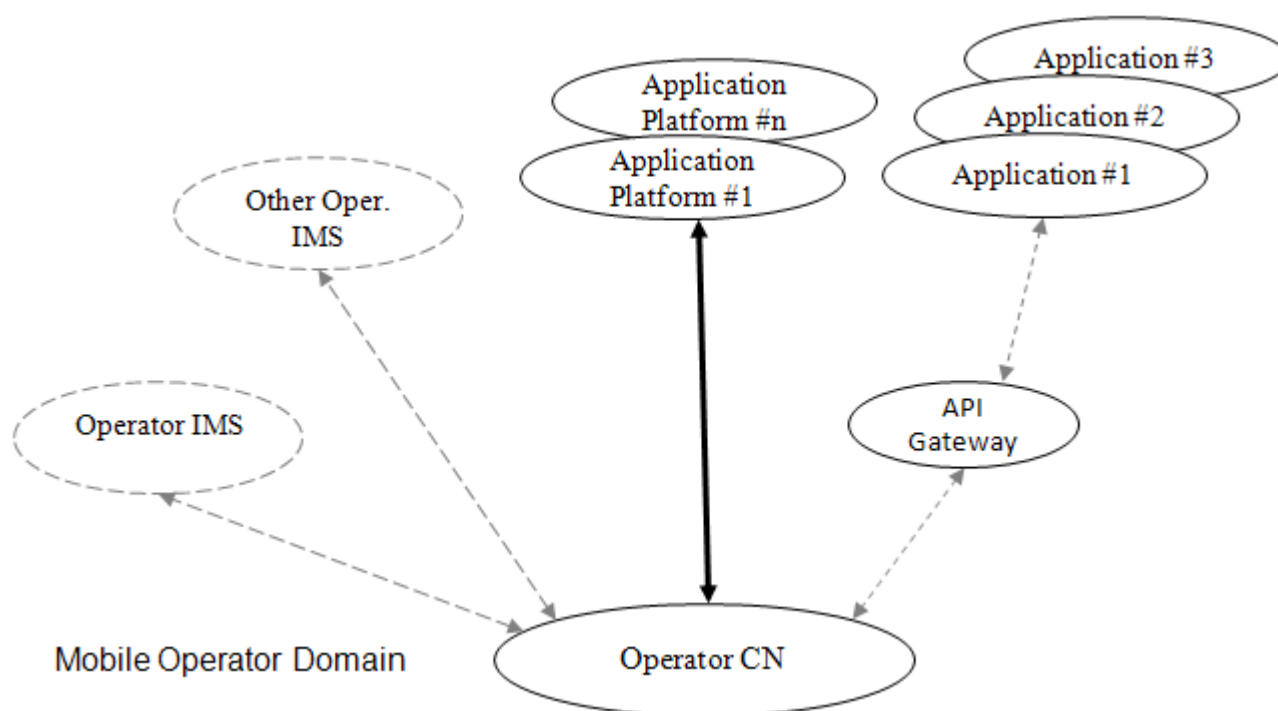 Application #3
Application
Platform #n
Application #2
Application
Platform #1
Application #1
Other Oper.
IMS
API
Gateway
Operator IMS
Mobile Operator Domain
Operator CN